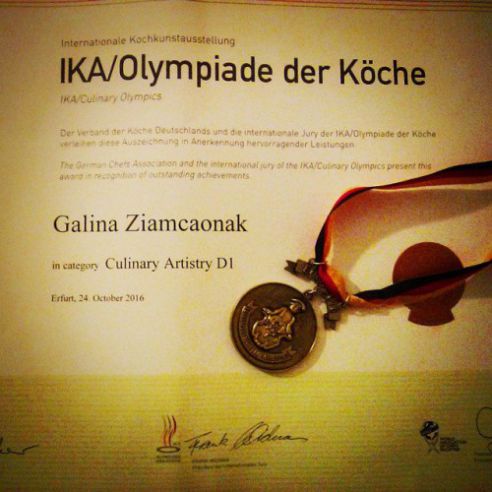 Internationale Kochkunstausstellung
IKA/Olympiade der Köche
IKA/Culinary Olympics
Der Verband der Köche Deutschlands und die internationale Jury der IKA/Olympiade der Köche
verleihen diese Auszeichnung in Anerkennung hervorragender Leistungen.
The German Chefs Association and the international jury of the IKA/Culinary Olympics present this
award in recognition of outstanding achievements.
Galina Ziamcaonak
in category Culinary Artistry D1
Erfurt, 24. October 2016